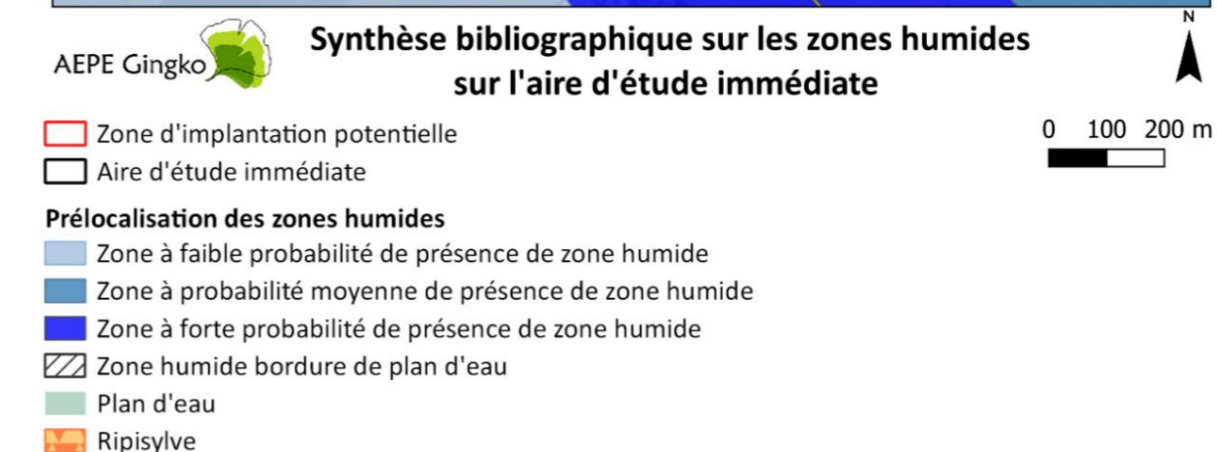 N
AEPE Gingko
Synthèse bibliographique sur les zones humides
sur l'aire d'étude immédiate
Zone d'implantation potentielle
0 100 200 m
Aire d'étude immédiate
Prélocalisation des zones humides
Zone à faible probabilité de présence de zone humide
Zone à probabilité moyenne de présence de zone humide
Zone à forte probabilité de présence de zone humide
Zone humide bordure de plan d'eau
Plan d'eau
Ripisylve